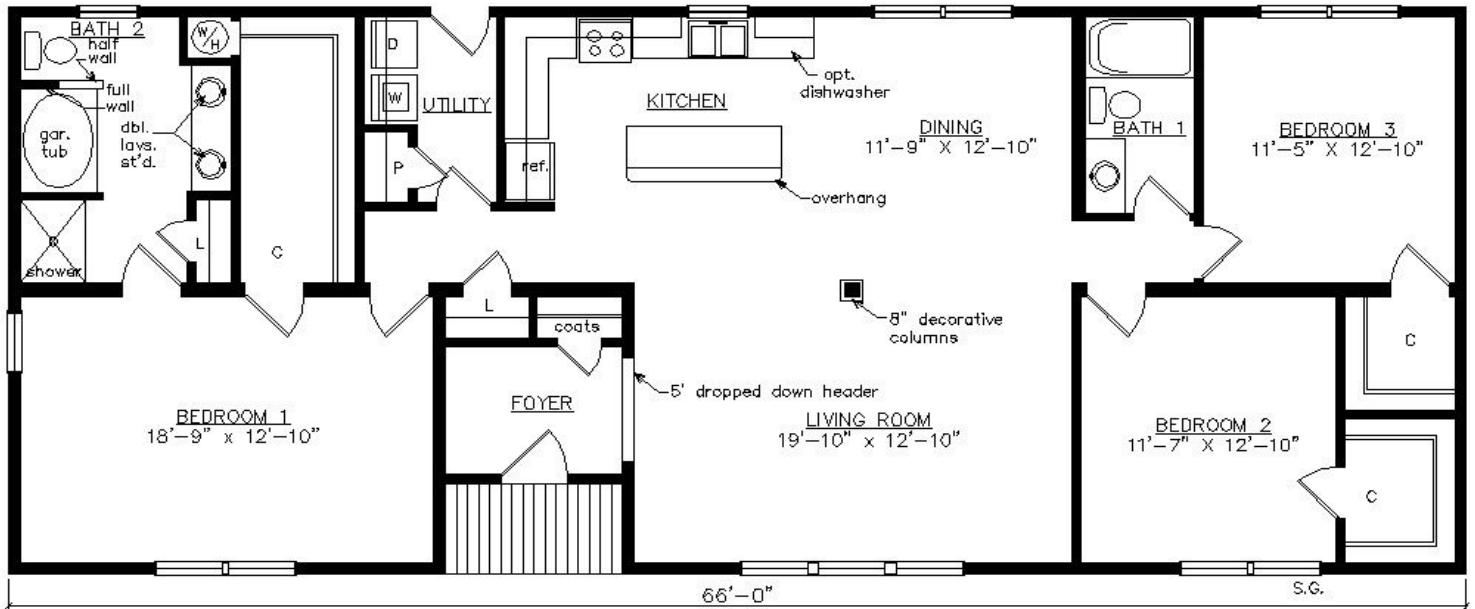 BATH 2
half
wall
full
wall
gar.
tub
dbl.
lavs.
st'd.
shower
W/H
L
C
D
W
UTILITY
P
ref.
KITCHEN
opt.
dishwasher
overhang
DINING
11'-9" X 12'-10"
BATH 1
BEDROOM 3
11'-5" X 12'-10"
C
L
coats
8" decorative
columns
5' dropped down header
FOYER
BEDROOM 1
18'-9" x 12'-10"
LIVING ROOM
19'-10" x 12'-10"
BEDROOM 2
11'-7" X 12'-10"
C
66'-0"
S.G.